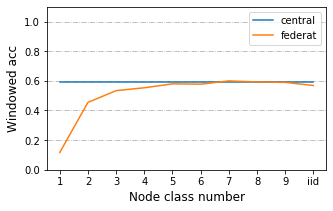 central
federat
Windowed acc
1.0
0.8
0.6
0.4
0.2
0.0
1 2 3 4 5 6 7 8 9 iid
Node class number